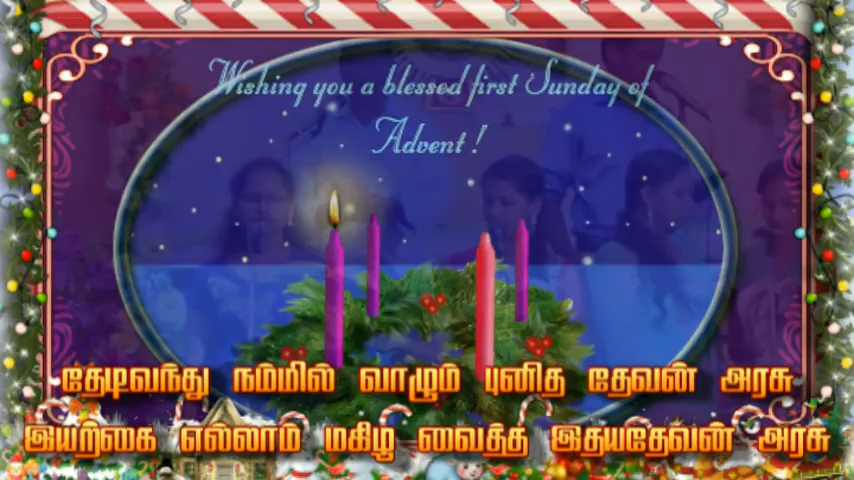 Wishing you a blessed first Sunday of
Advent !
தேடிவந்து நம்மில் வாழும் புனித தேவன் அரசு
இயற்கை எல்லாம் மகிழ வைத்த இதயதேவன் அரசு